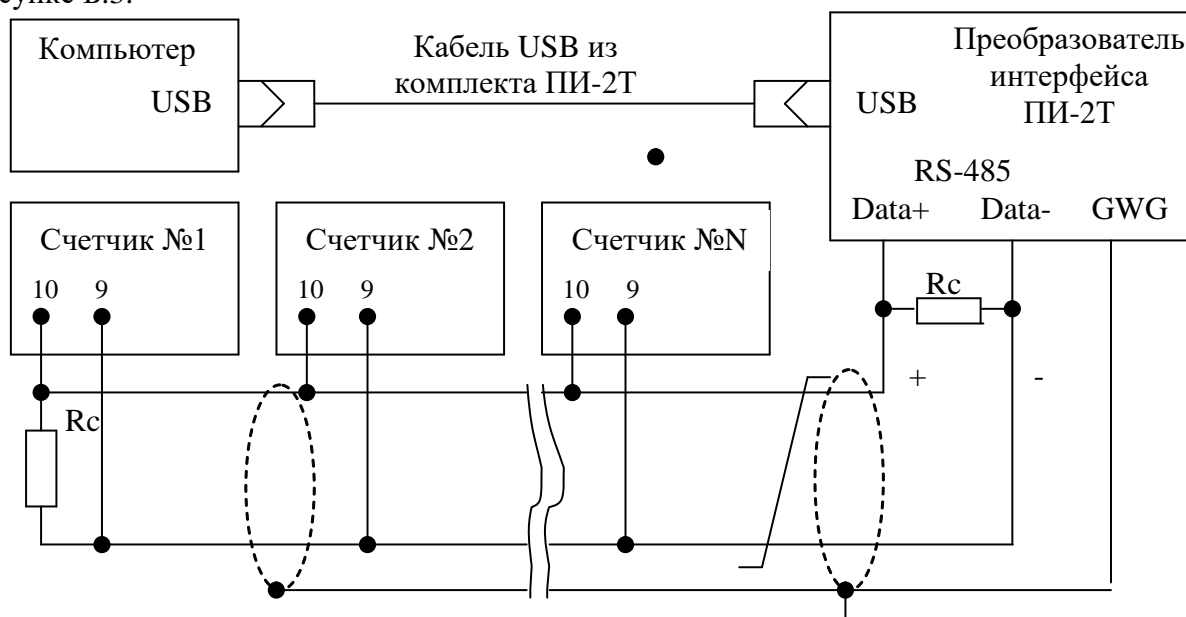 Компьютер
USB
Кабель USB из
комплекта ПИ-2Т
Преобразователь
интерфейса
ПИ-2Т
USB
RS-485
Data+ Data- GWG
Счетчик №1
10 9
Счетчик №2
10 9
Счетчик №N
10 9
Rc
+ -
Rc